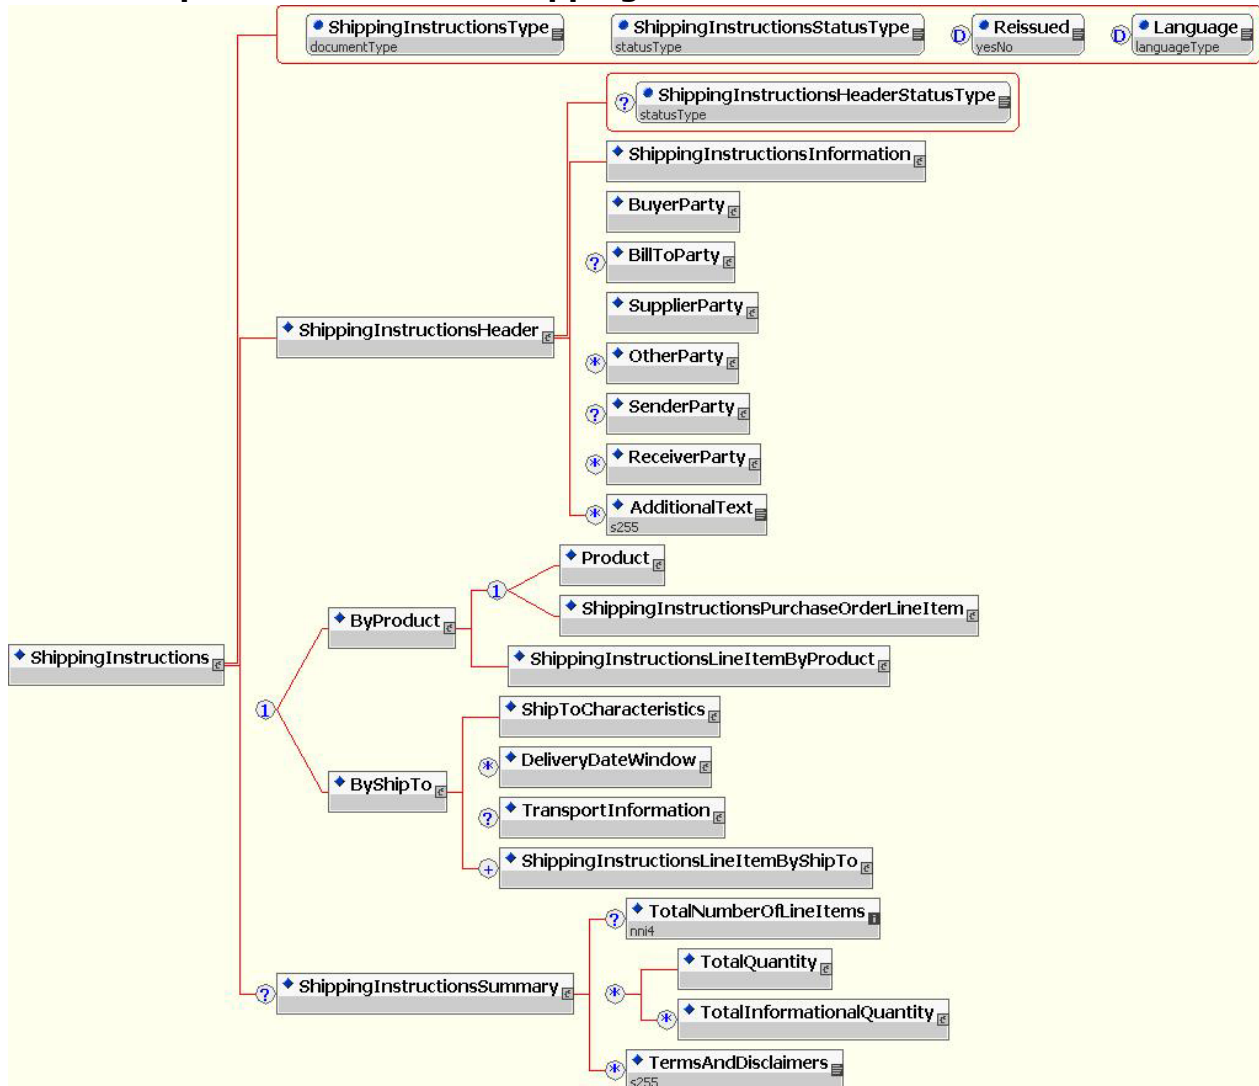 ShippingInstructionsType
documentType
ShippingInstructionsStatusType
statusType
D
Reissued
yesNo
D
Language
languageType
?
ShippingInstructionsHeaderStatusType
statusType
ShippingInstructionsInformation
BuyerParty
?
BillToParty
SupplierParty
ShippingInstructionsHeader
*
OtherParty
?
SenderParty
*
ReceiverParty
*
AdditionalText
s255
Product
1
ByProduct
ShippingInstructionsPurchaseOrderLineItem
ShippingInstructions
ShippingInstructionsLineItemByProduct
1
ShipToCharacteristics
*
DeliveryDateWindow
ByShipTo
?
TransportInformation
+
ShippingInstructionsLineItemByShipTo
?
TotalNumberOfLineItems
nni4
TotalQuantity
?
ShippingInstructionsSummary
*
*
TotalInformationalQuantity
*
TermsAndDisclaimers
s255